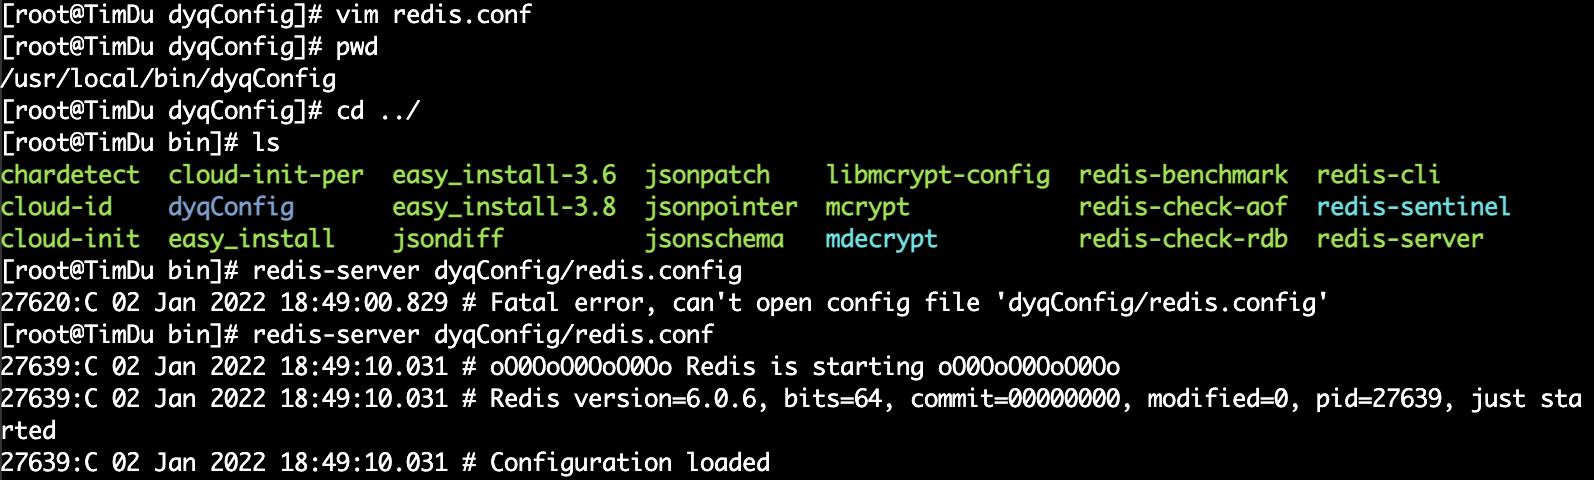 [root@TimDu dyqConfig]# vim redis.conf
[root@TimDu dyqConfig]# pwd
/usr/local/bin/dyqConfig
[root@TimDu dyqConfig]# cd ../
[root@TimDu bin]# ls
chardetect  cloud-init-per  easy_install-3.6  jsonpatch    libmcrypt-config  redis-benchmark  redis-cli
cloud-id    dyqConfig       easy_install-3.8  jsonpointer  mcrypt            redis-check-aof  redis-sentinel
cloud-init  easy_install    jsondiff          jsonschema   mdecrypt          redis-check-rdb  redis-server
[root@TimDu bin]# redis-server dyqConfig/redis.config
27620:C 02 Jan 2022 18:49:00.829 # Fatal error, can't open config file 'dyqConfig/redis.config'
[root@TimDu bin]# redis-server dyqConfig/redis.conf
27639:C 02 Jan 2022 18:49:10.031 # oO0OoO0OoO0Oo Redis is starting oO0OoO0OoO0Oo
27639:C 02 Jan 2022 18:49:10.031 # Redis version=6.0.6, bits=64, commit=00000000, modified=0, pid=27639, just sta
rted
27639:C 02 Jan 2022 18:49:10.031 # Configuration loaded